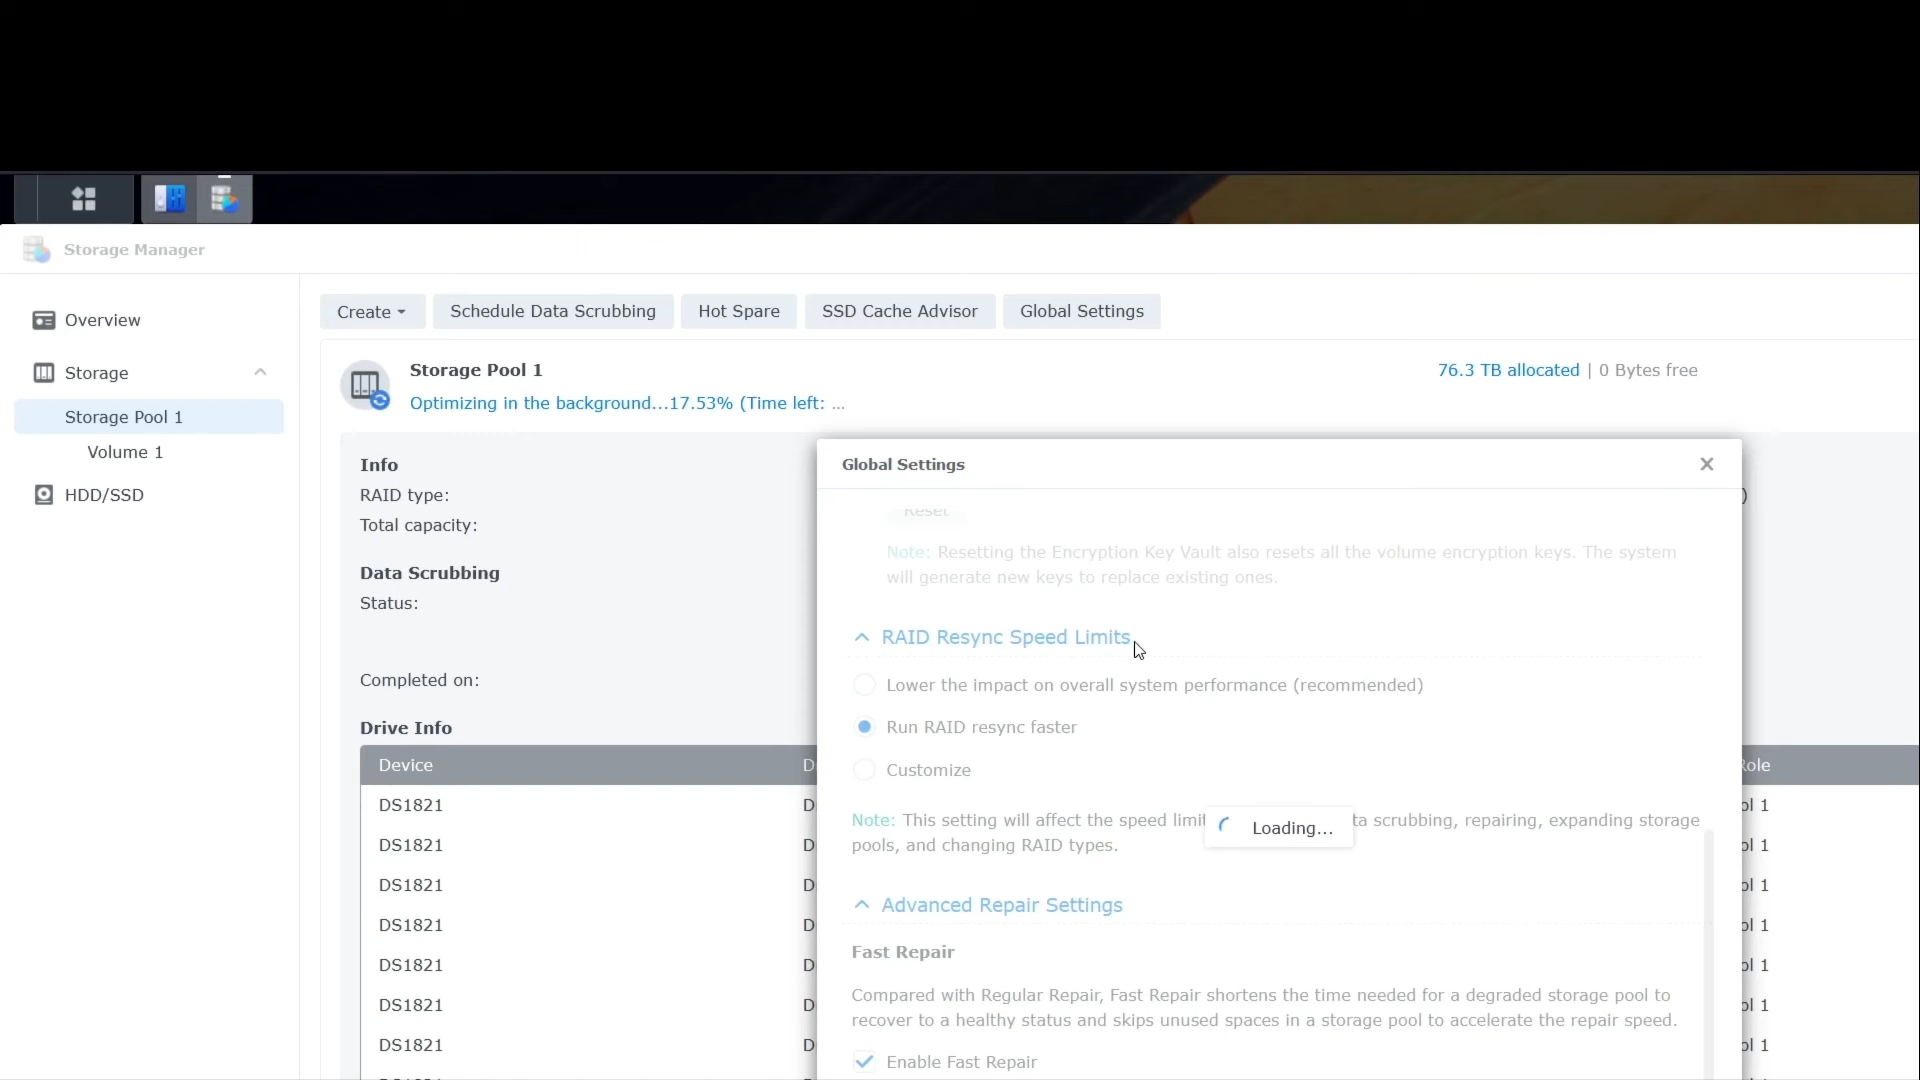 Storage Manager
Overview
Storage
Storage Pool 1
Volume 1
HDD/SSD
Create
Schedule Data Scrubbing
Hot Spare
SSD Cache Advisor
Global Settings
Storage Pool 1
76.3 TB allocated | 0 Bytes free
Optimizing in the background...17.53% (Time left: ...
Info
RAID type:
Total capacity:
Data Scrubbing
Status:
Completed on:
Drive Info
Device
DS1821
DS1821
DS1821
DS1821
DS1821
DS1821
DS1821
Global Settings
Reset
Note: Resetting the Encryption Key Vault also resets all the volume encryption keys. The system
will generate new keys to replace existing ones.
RAID Resync Speed Limits
Lower the impact on overall system performance (recommended)
Run RAID resync faster
Customize
Note: This setting will affect the speed scrubbing, repairing, expanding storage
pools, and changing RAID types.
Loading...
Advanced Repair Settings
Fast Repair
Compared with Regular Repair, Fast Repair shortens the time needed for a degraded storage pool to
recover to a healthy status and skips unused spaces in a storage pool to accelerate the repair speed.
Enable Fast Repair